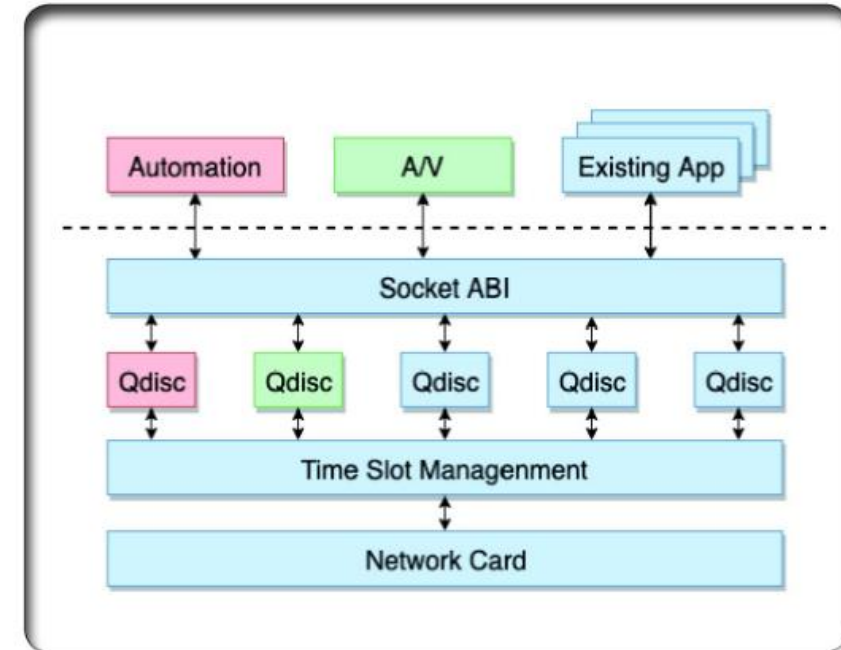 Automation
A/V
Existing App
Socket ABI
Qdisc
Qdisc
Qdisc
Qdisc
Qdisc
Time Slot Managenment
Network Card